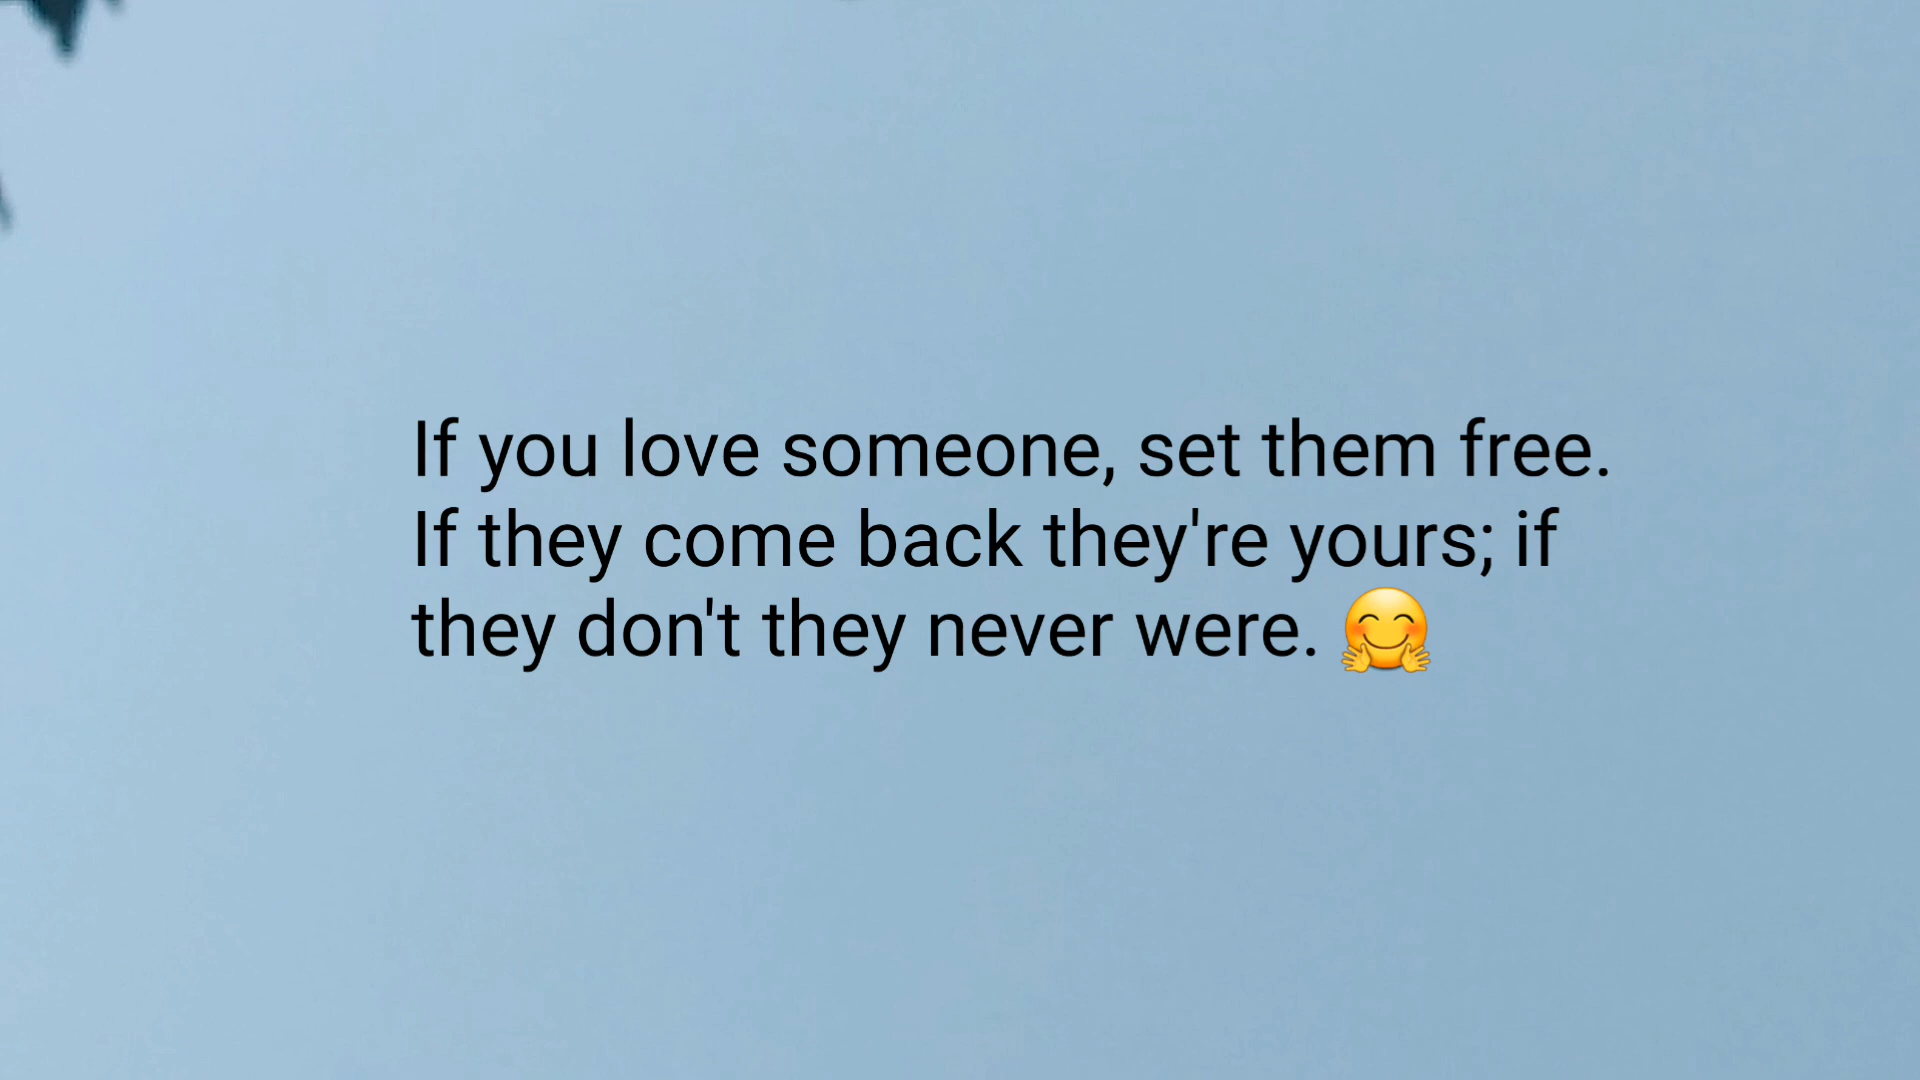 If you love someone, set them free.
If they come back they're yours; if
they don't they never were. 🤗